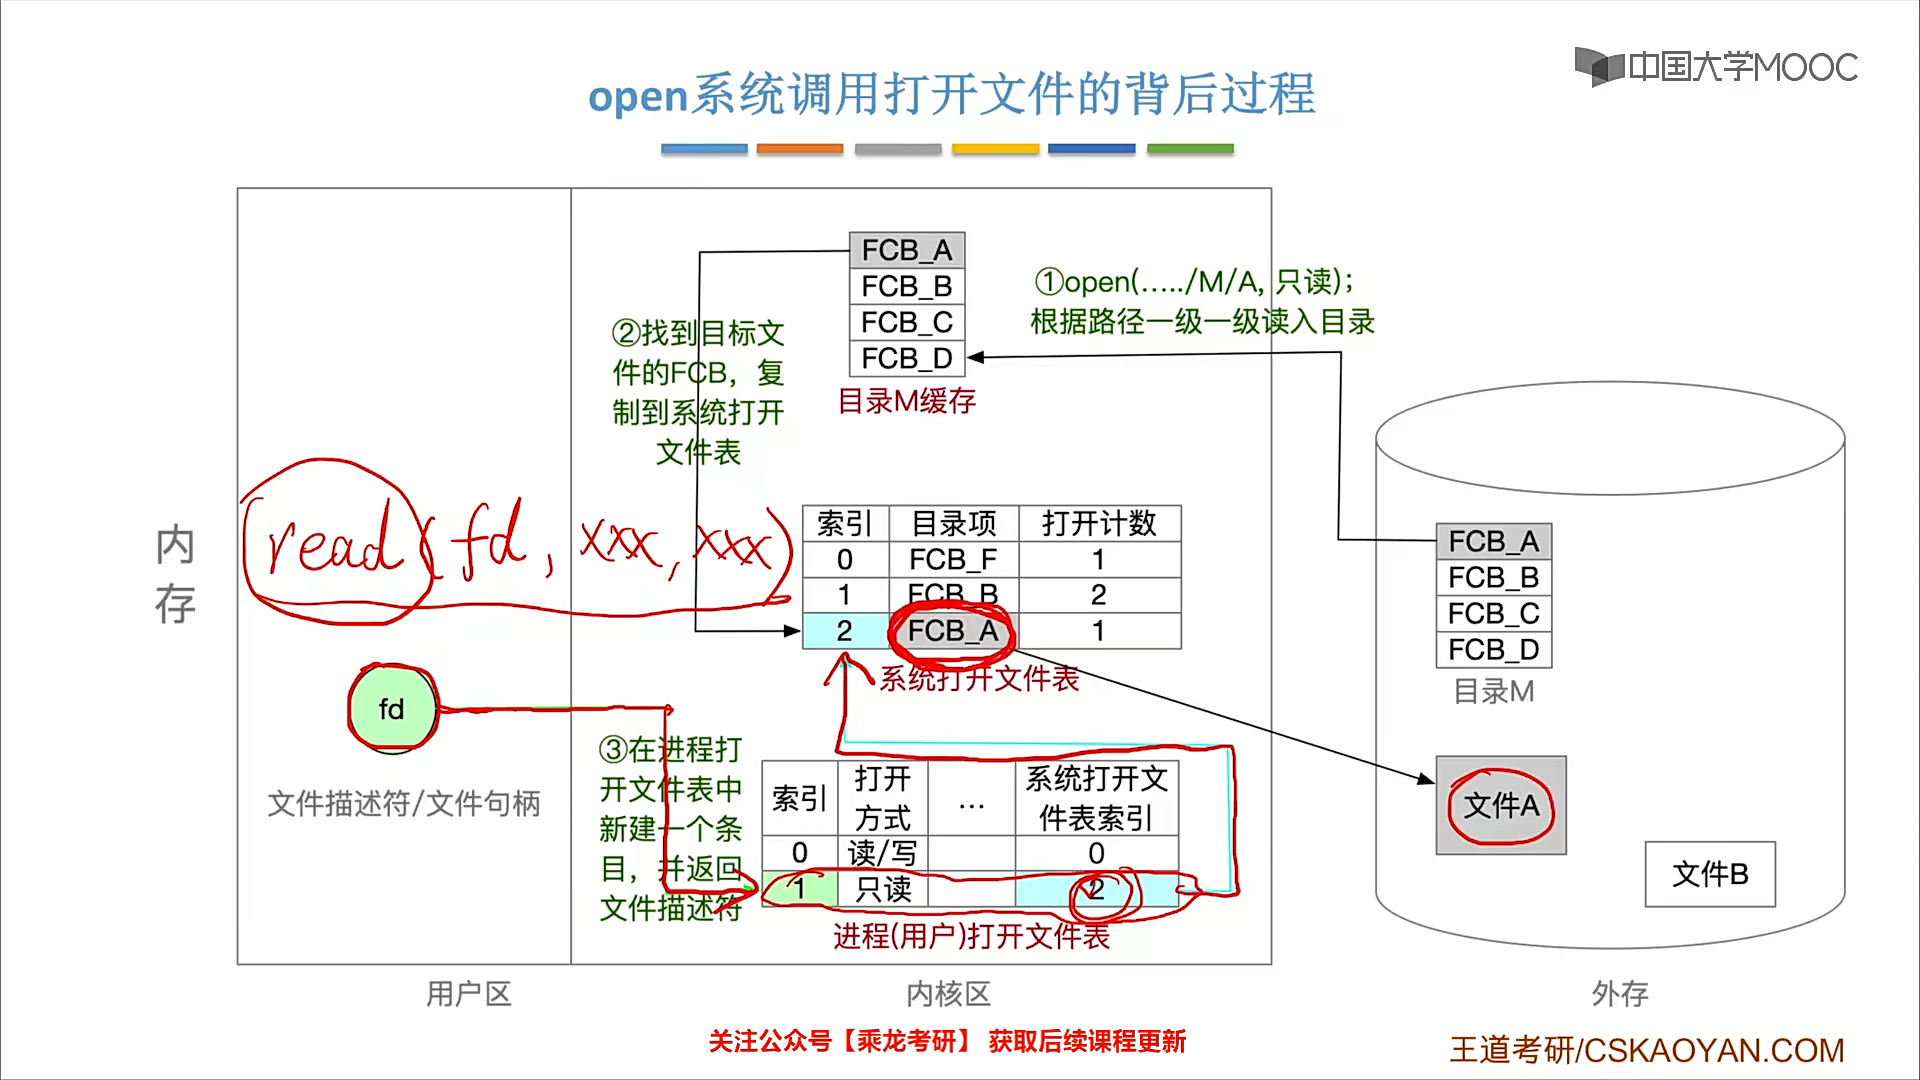 中国大学MOOC
open系统调用打开文件的背后过程
FCB_A
FCB_B
FCB_C
FCB_D
目录M缓存
①open(...../M/A, 只读);
根据路径一级一级读入目录
②找到目标文
件的FCB，复
制到系统打开
文件表
内
存
read(fd, xxx, xxx)
索引 目录项 打开计数
0 FCB_F 1
1 FCB_B 2
2 FCB_A 1
系统打开文件表
FCB_A
FCB_B
FCB_C
FCB_D
目录M
fd
文件描述符/文件句柄
③在进程打
开文件表中
新建一个条
目，并返回
文件描述符
索引 打开方式 ... 系统打开文件表索引
0 读/写 0
1 只读 2
进程(用户)打开文件表
文件A
文件B
用户区
内核区
外存
关注公众号【乘龙考研】 获取后续课程更新
王道考研/CSKAOYAN.COM